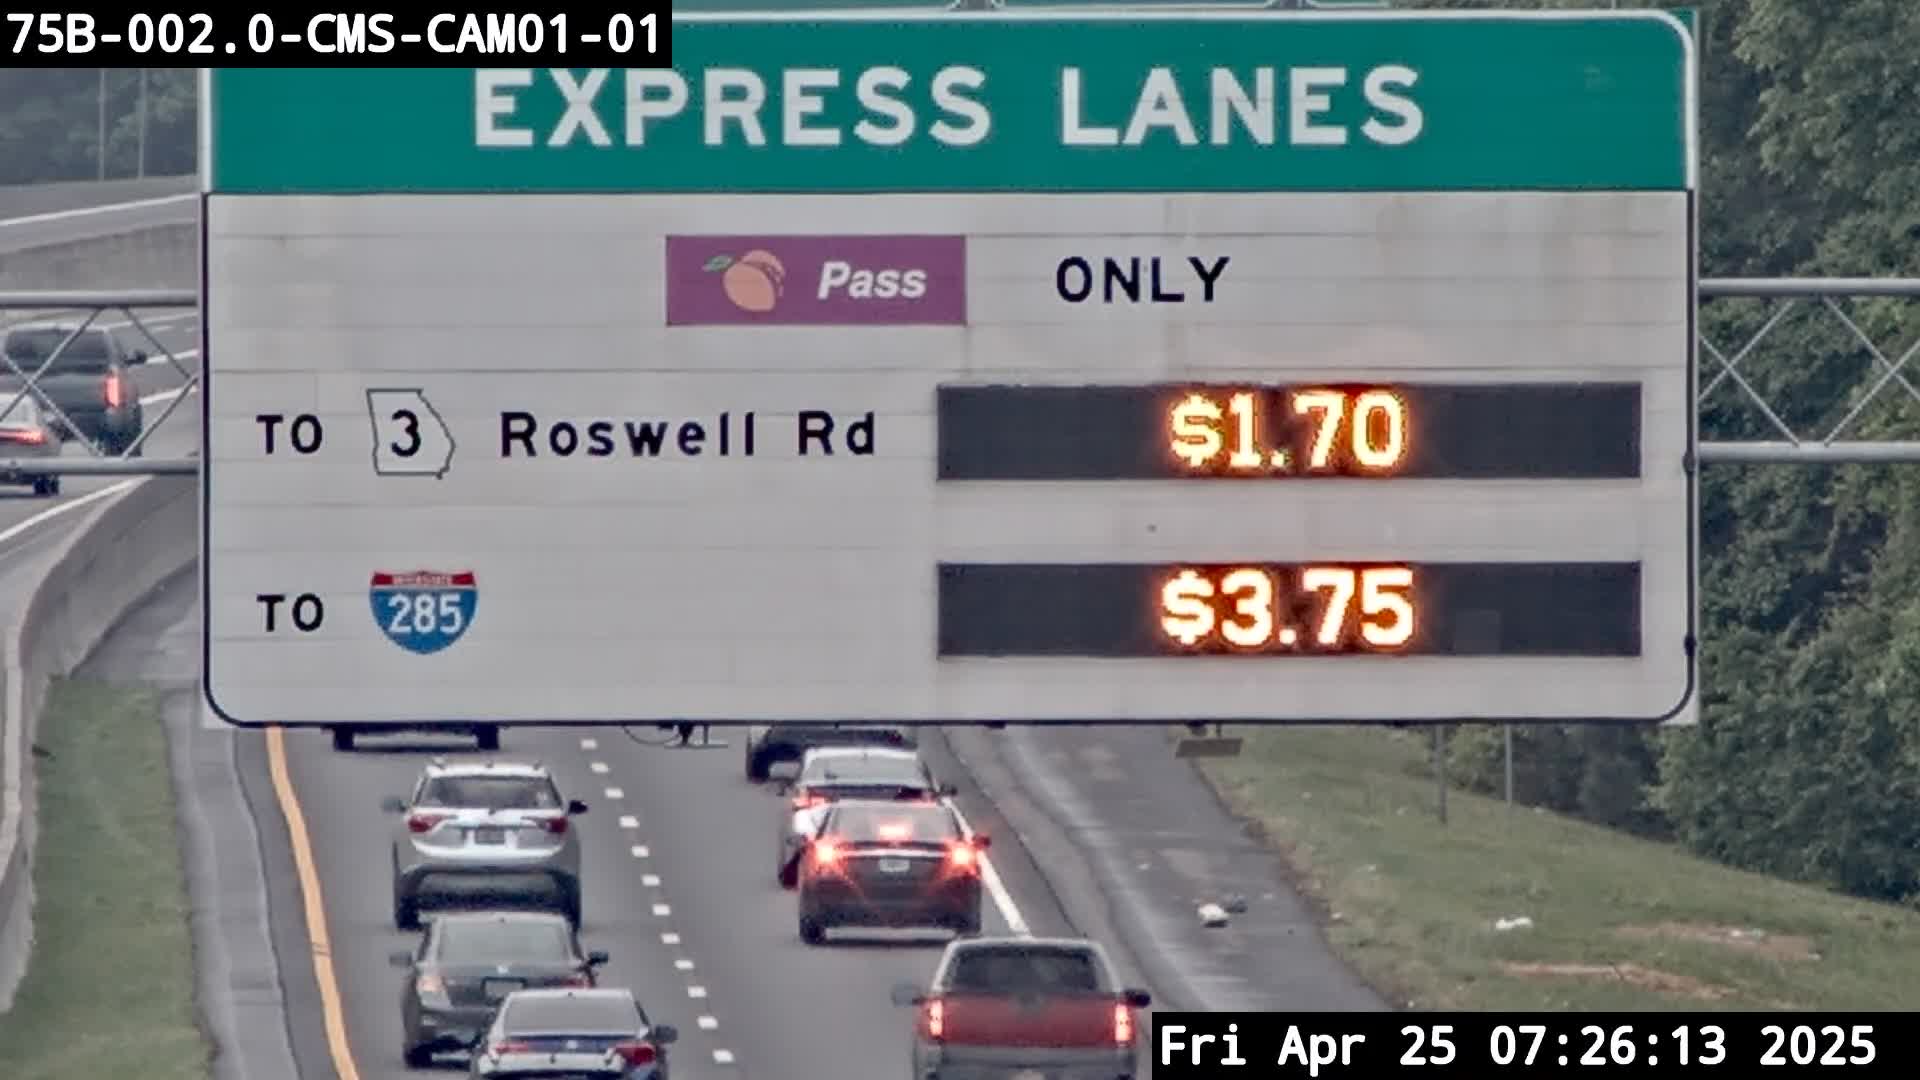 75B-002.0-CMS-CAM01-01
EXPRESS LANES
Pass ONLY
TO 3 Roswell Rd $1.70
TO INTERSTATE 285 $3.75
Fri Apr 25 07:26:13 2025